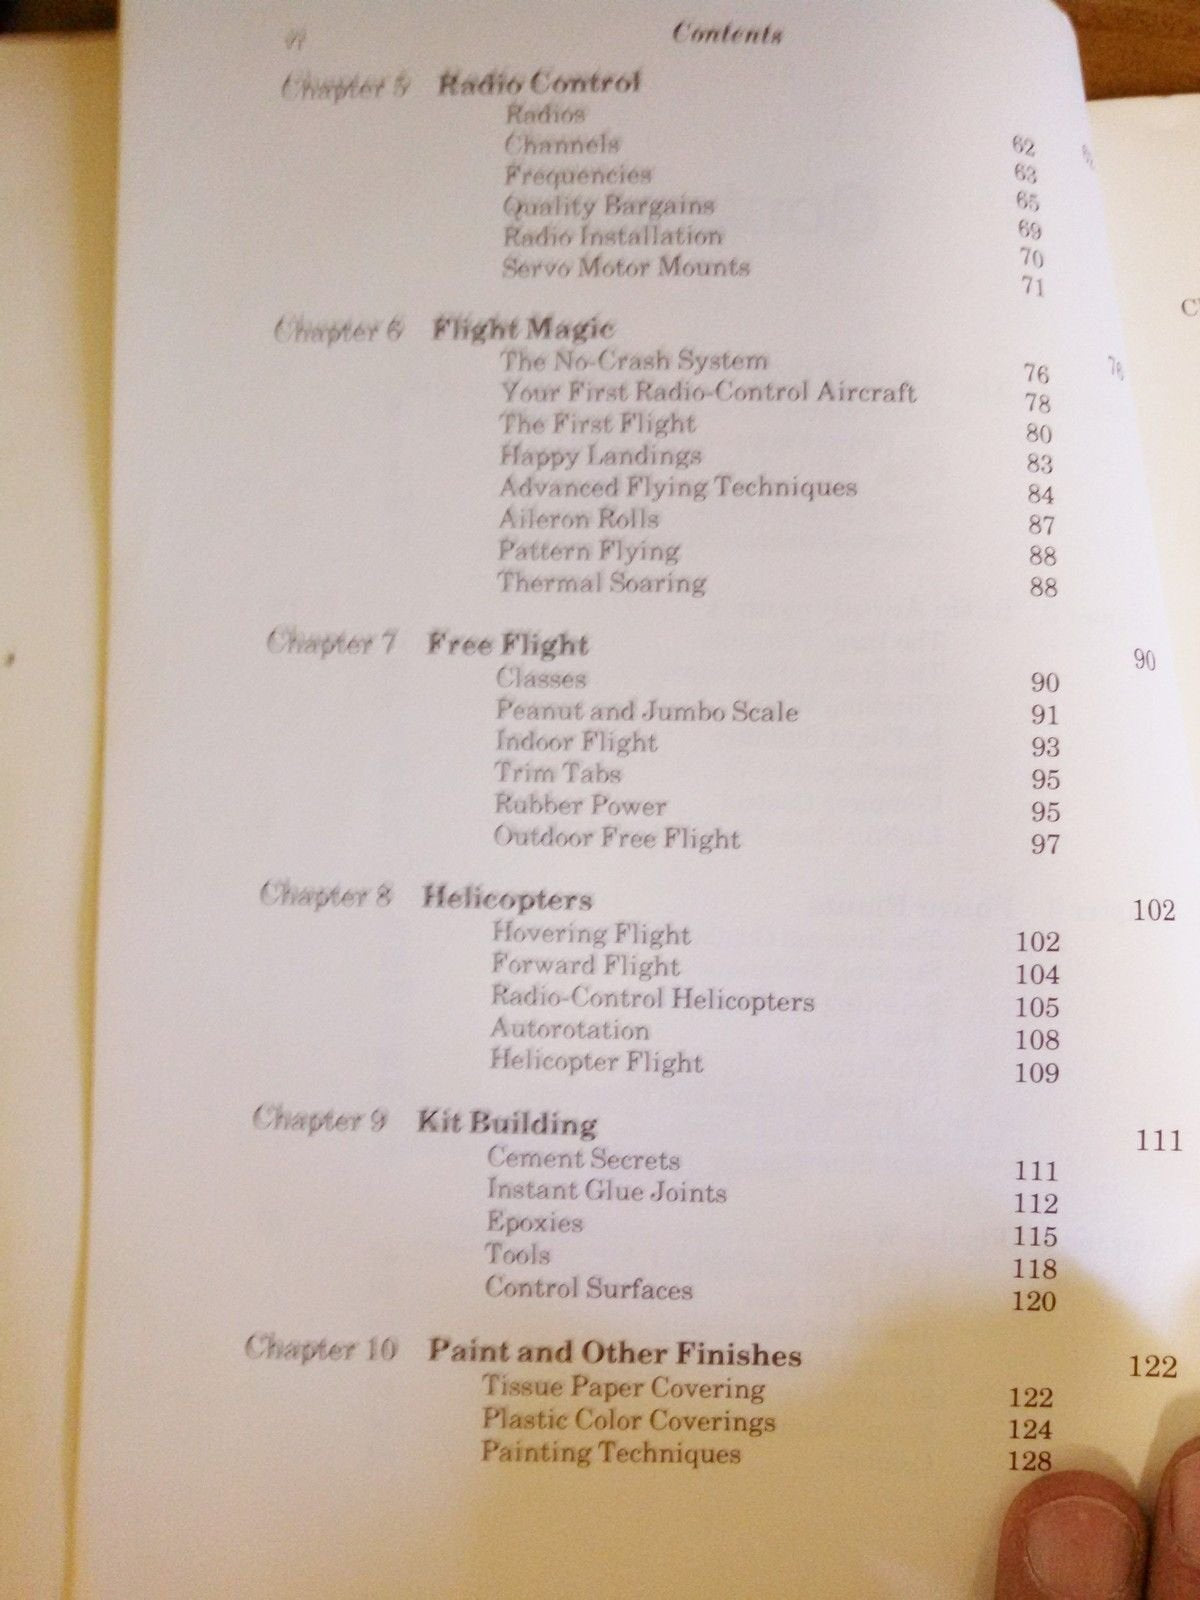 Contents
Chapter 5 Radio Control
Radios 62
Channels 63
Frequencies 65
Quality Bargains 69
Radio Installation 70
Servo Motor Mounts 71
Chapter 6 Flight Magic 76
The No-Crash System 76
Your First Radio-Control Aircraft 78
The First Flight 80
Happy Landings 83
Advanced Flying Techniques 84
Aileron Rolls 87
Pattern Flying 88
Thermal Soaring 88
Chapter 7 Free Flight 90
Classes 90
Peanut and Jumbo Scale 91
Indoor Flight 93
Trim Tabs 95
Rubber Power 95
Outdoor Free Flight 97
Chapter 8 Helicopters 102
Hovering Flight 102
Forward Flight 104
Radio-Control Helicopters 105
Autorotation 108
Helicopter Flight 109
Chapter 9 Kit Building 111
Cement Secrets 111
Instant Glue Joints 112
Epoxies 115
Tools 118
Control Surfaces 120
Chapter 10 Paint and Other Finishes 122
Tissue Paper Covering 122
Plastic Color Coverings 124
Painting Techniques 128